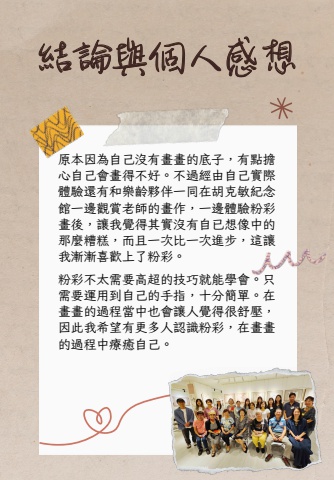 結論與個人感想
原本因為自己沒有畫畫的底子，有點擔
心自己會畫得不好。不過經由自己實際
體驗還有和樂齡夥伴一同在胡克敏紀念
館一邊觀賞老師的畫作，一邊體驗粉彩
畫後，讓我覺得其實沒有自己想像中的
那麼糟糕，而且一次比一次進步，這讓
我漸漸喜歡上了粉彩。
粉彩不太需要高超的技巧就能學會。只
需要運用到自己的手指，十分簡單。在
畫畫的過程當中也會讓人覺得很舒壓，
因此我希望有更多人認識粉彩，在畫畫
的過程中療癒自己。